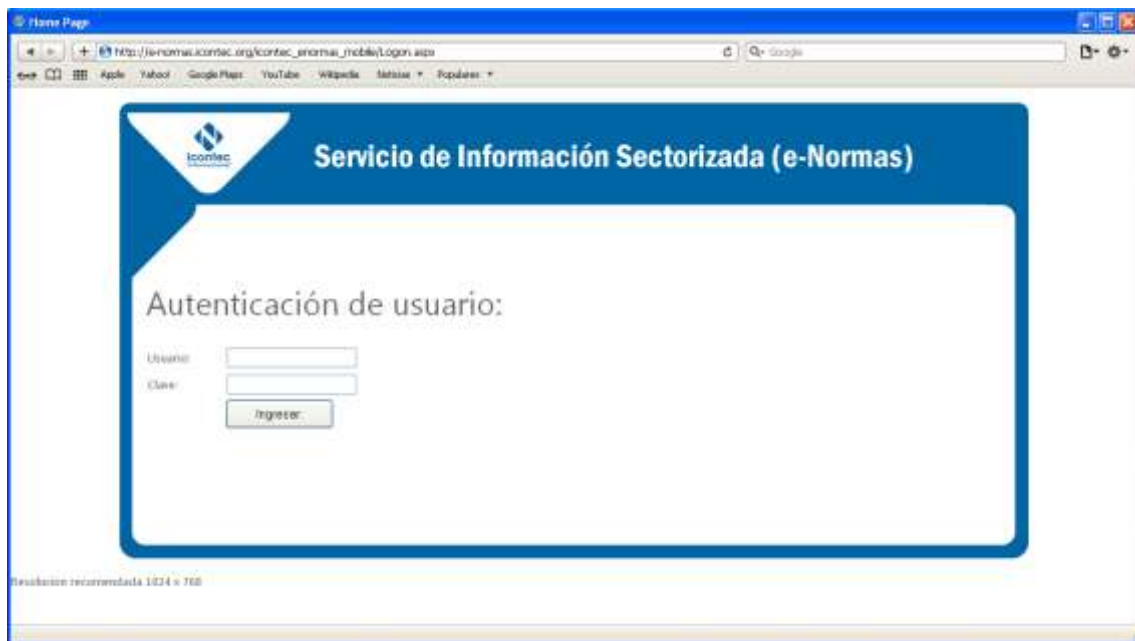 Home Page
http://e-normas.icontec.org/icontec_enormas_mobile/Logon.aspx
Google
Apple Yahoo! Google Maps YouTube Wikipedia Noticias Populares
icontec
Servicio de Información Sectorizada (e-Normas)
Autenticación de usuario:
Usuario:
Clave:
Ingresar
Resolucion recomendada 1024 x 768